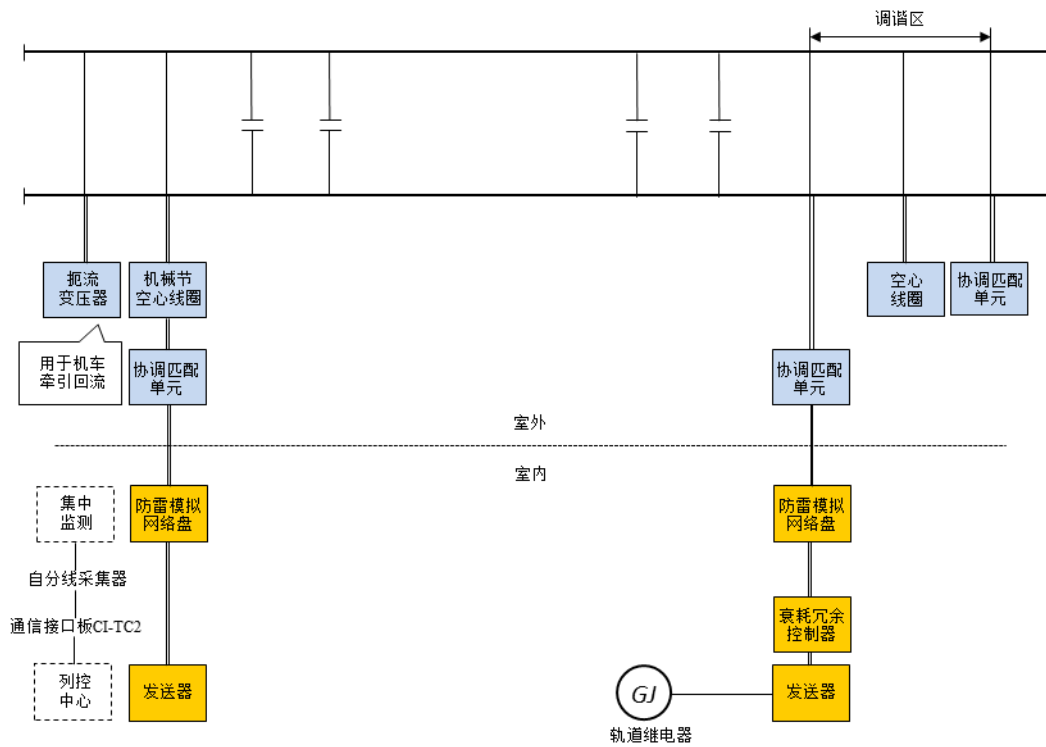 调谐区
扼流
变压器
机械节
空心线圈
空心
线圈
协调匹配
单元
用于机车
牵引回流
协调匹配
单元
协调匹配
单元
室外
室内
集中
监测
防雷模拟
网络盘
防雷模拟
网络盘
自分线采集器
通信接口板CI-TC2
衰耗冗余
控制器
列控
中心
发送器
GJ
发送器
轨道继电器